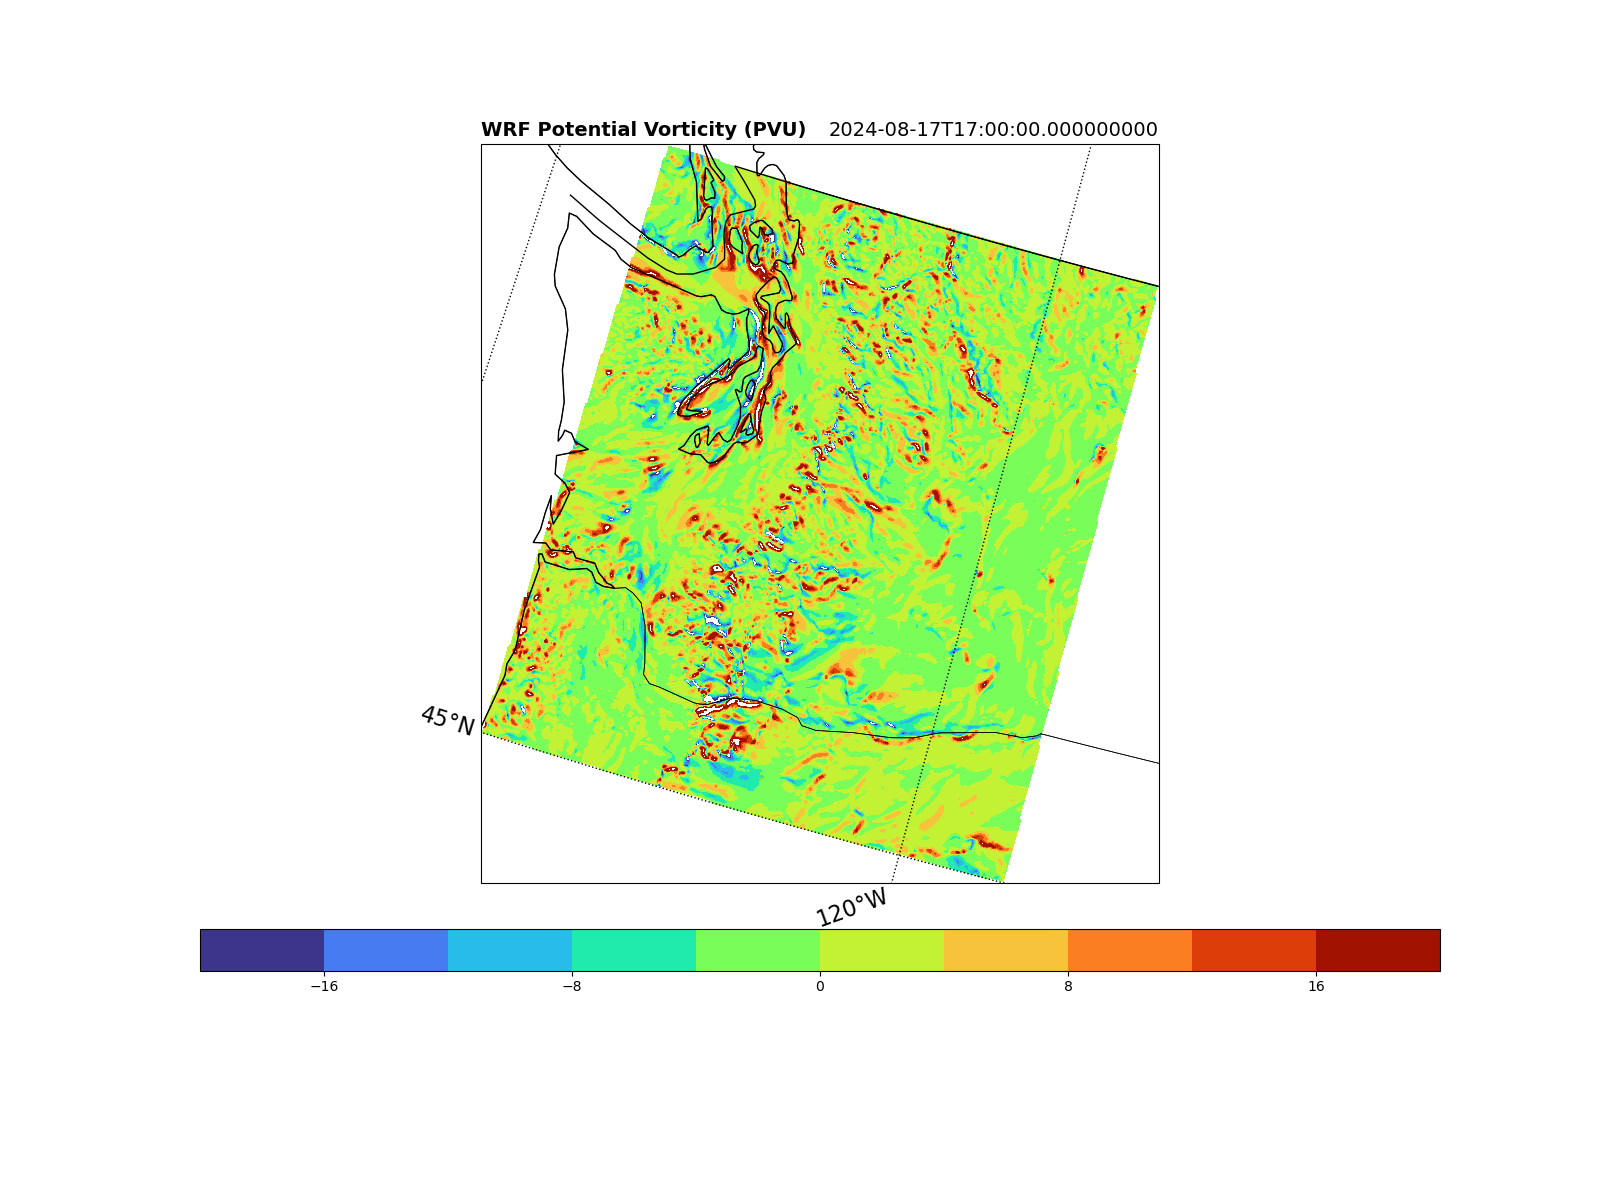 WRF Potential Vorticity (PVU) 2024-08-17T17:00:00.000000000
45°N
120°W
−16 −8 0 8 16